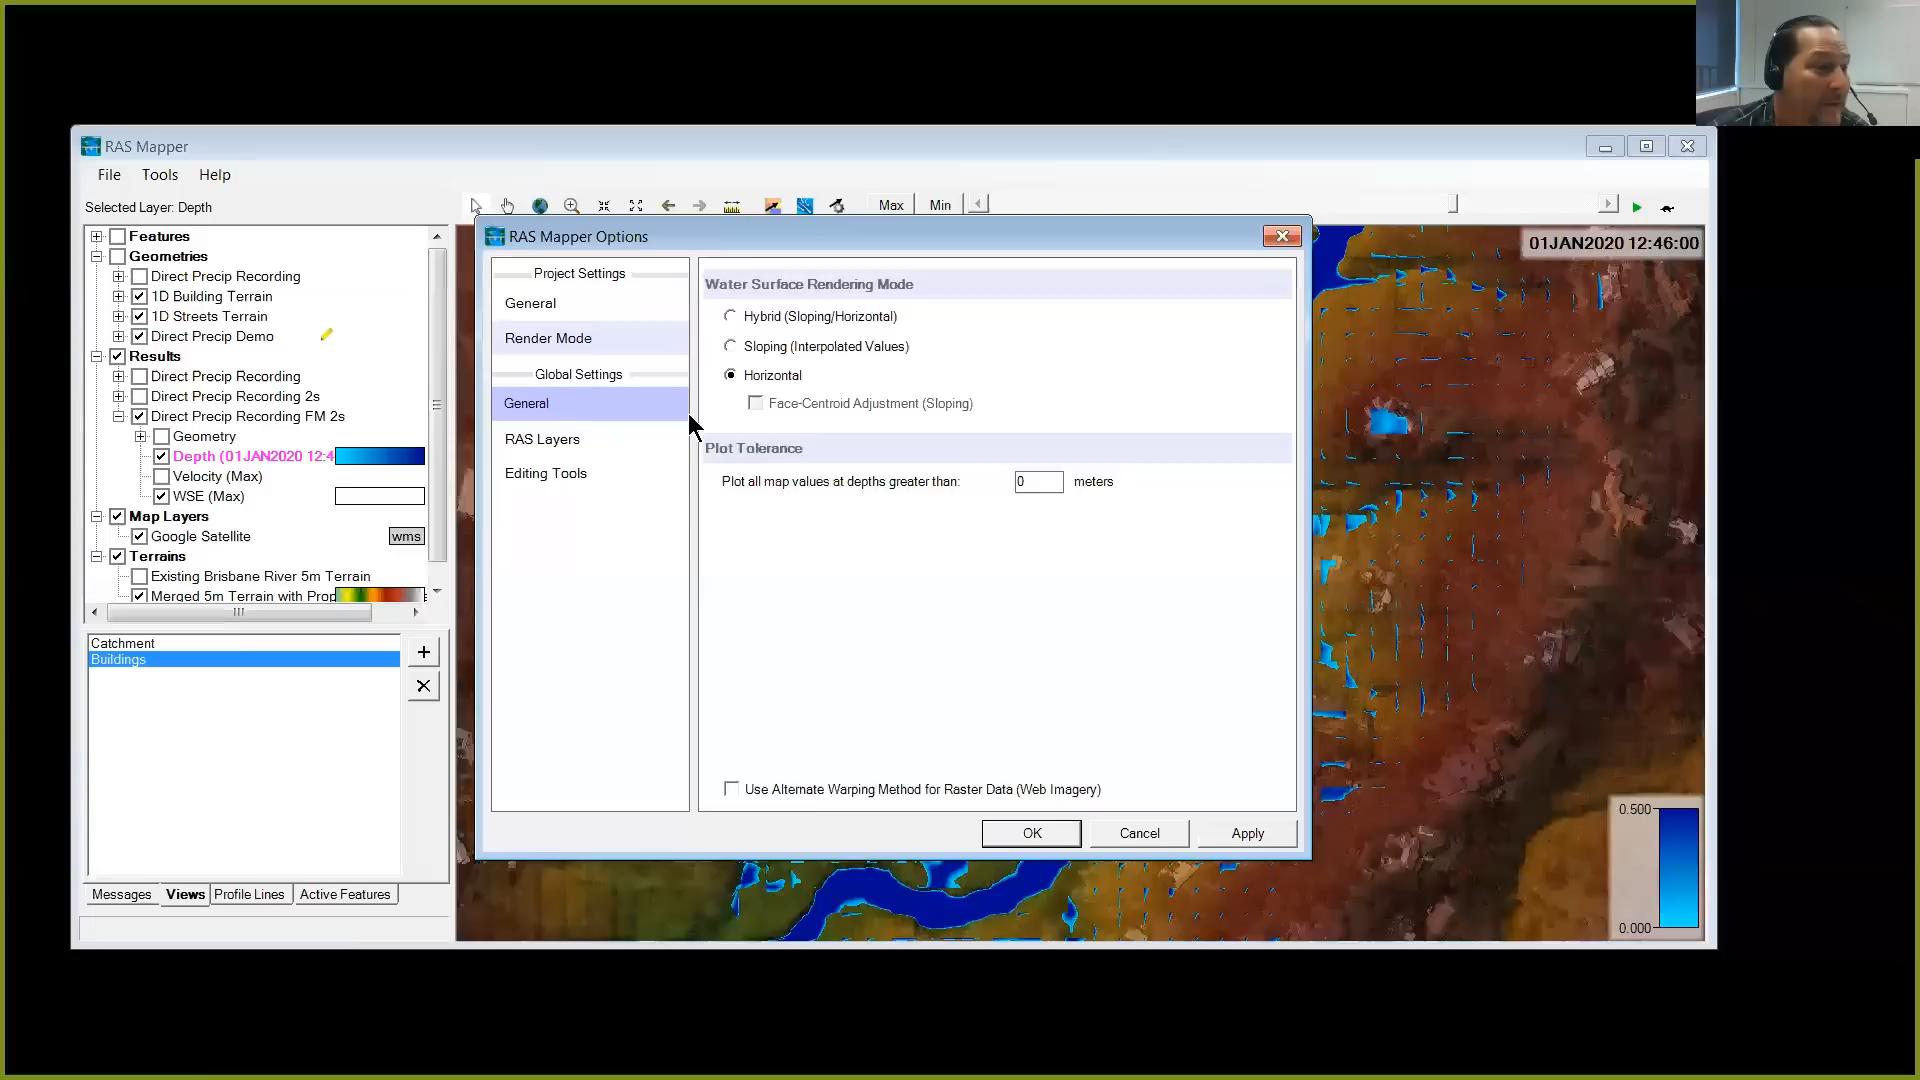 RAS Mapper
File Tools Help
Selected Layer: Depth
Max Min
Features
Geometries
Direct Precip Recording
1D Building Terrain
1D Streets Terrain
Direct Precip Demo
Results
Direct Precip Recording
Direct Precip Recording 2s
Direct Precip Recording FM 2s
Geometry
Depth (01JAN2020 12:4
Velocity (Max)
WSE (Max)
Map Layers
Google Satellite wms
Terrains
Existing Brisbane River 5m Terrain
Merged 5m Terrain with Prop
Catchment
Buildings
Messages Views Profile Lines Active Features
RAS Mapper Options
Project Settings
General
Render Mode
Global Settings
General
RAS Layers
Editing Tools
Water Surface Rendering Mode
Hybrid (Sloping/Horizontal)
Sloping (Interpolated Values)
Horizontal
Face-Centroid Adjustment (Sloping)
Plot Tolerance
Plot all map values at depths greater than: 0 meters
Use Alternate Warping Method for Raster Data (Web Imagery)
OK Cancel Apply
01JAN2020 12:46:00
0.500
0.000